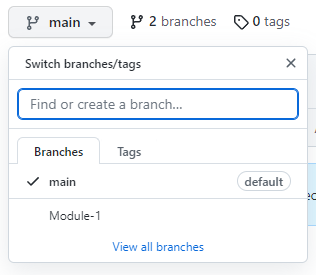 main 2 branches 0 tags
Switch branches/tags
Find or create a branch...
Branches Tags
main default
Module-1
View all branches